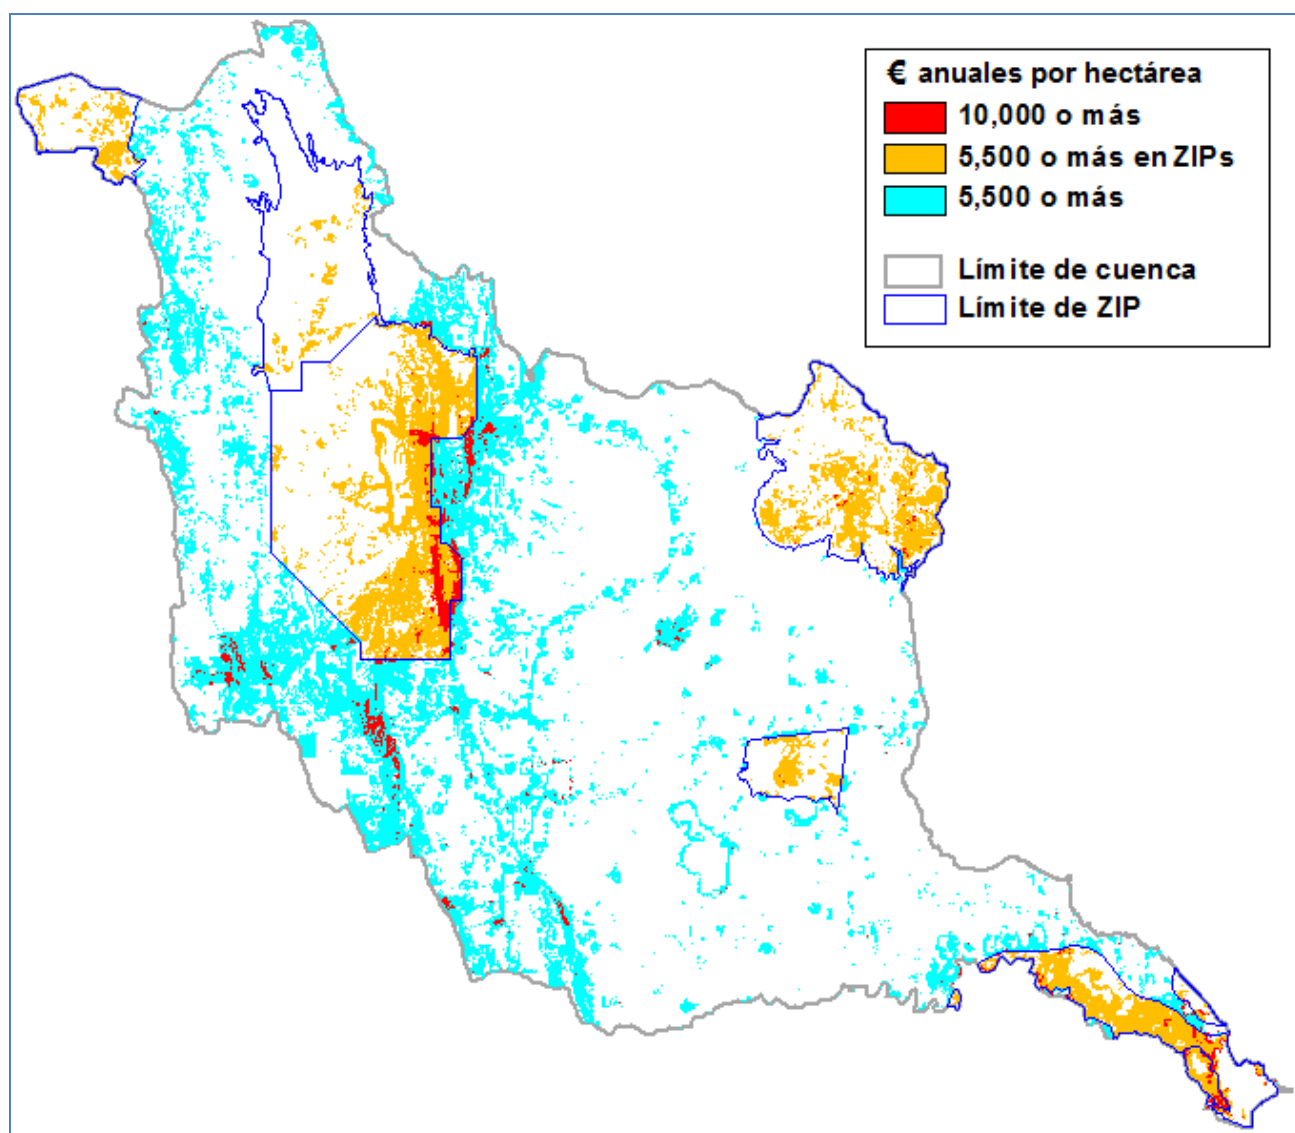 € anuales por hectárea
10,000 o más
5,500 o más en ZIPs
5,500 o más
Límite de cuenca
Límite de ZIP